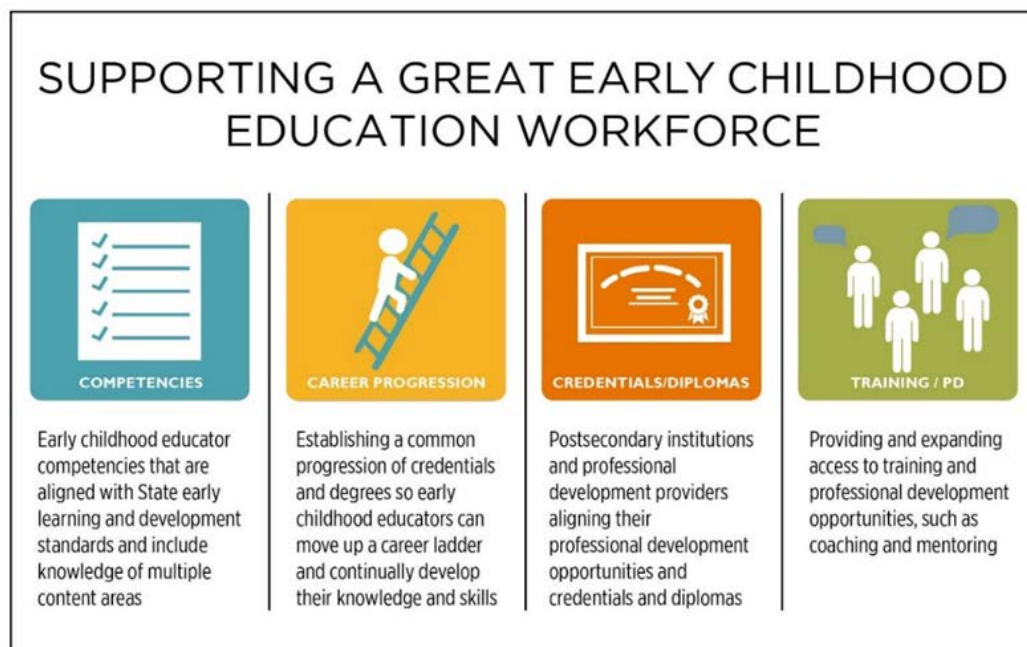 SUPPORTING A GREAT EARLY CHILDHOOD
EDUCATION WORKFORCE
COMPETENCIES
Early childhood educator
competencies that are
aligned with State early
learning and development
standards and include
knowledge of multiple
content areas
CAREER PROGRESSION
Establishing a common
progression of credentials
and degrees so early
childhood educators can
move up a career ladder
and continually develop
their knowledge and skills
CREDENTIALS/DIPLOMAS
Postsecondary institutions
and professional
development providers
aligning their
professional development
opportunities and
credentials and diplomas
TRAINING / PD
Providing and expanding
access to training and
professional development
opportunities, such as
coaching and mentoring